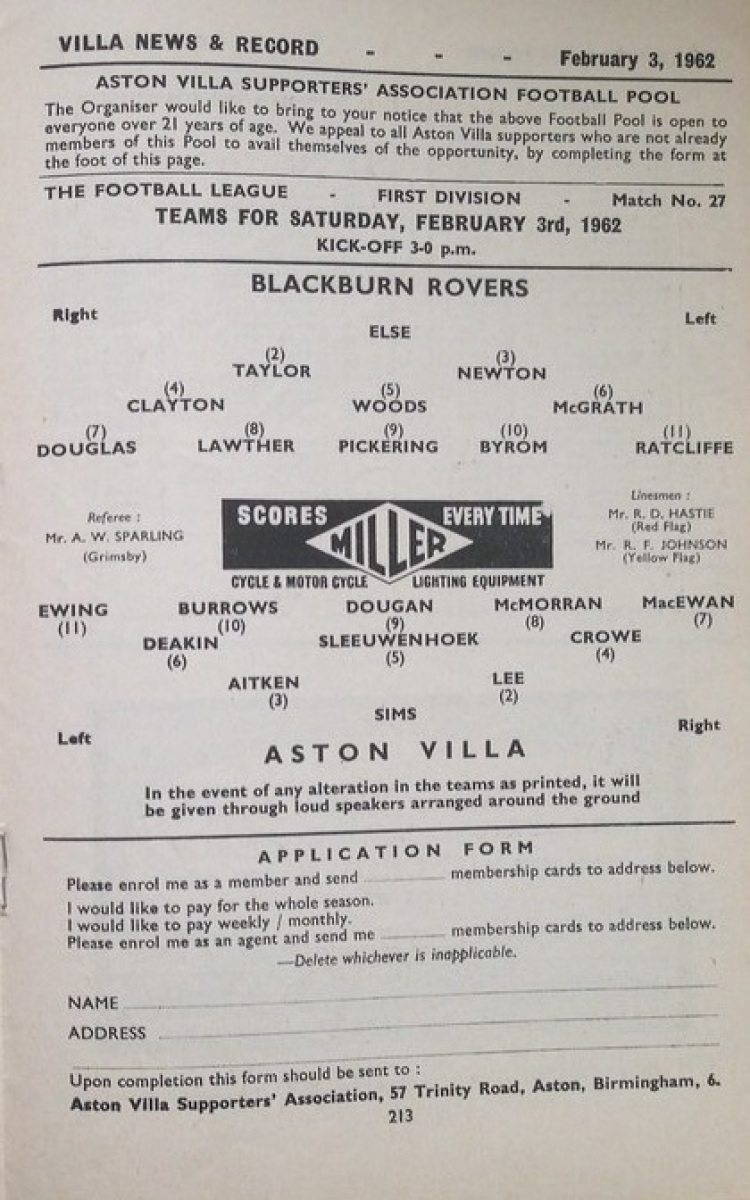 VILLA NEWS & RECORD - - - February 3, 1962
ASTON VILLA SUPPORTERS' ASSOCIATION FOOTBALL POOL
The Organiser would like to bring to your notice that the above Football Pool is open to
everyone over 21 years of age. We appeal to all Aston Villa supporters who are not already
members of this Pool to avail themselves of the opportunity, by completing the form at
the foot of this page.
THE FOOTBALL LEAGUE - FIRST DIVISION - Match No. 27
TEAMS FOR SATURDAY, FEBRUARY 3rd, 1962
KICK-OFF 3-0 p.m.
BLACKBURN ROVERS
Right Left
ELSE
(2) (3)
TAYLOR NEWTON
(4) (5) (6)
CLAYTON WOODS McGRATH
(7) (8) (9) (10) (11)
DOUGLAS LAWTHER PICKERING BYROM RATCLIFFE
Referee :
Mr. A. W. SPARLING
(Grimsby)
SCORES MILLER EVERY TIME
CYCLE & MOTOR CYCLE LIGHTING EQUIPMENT
Linesmen :
Mr. R. D. HASTIE
(Red Flag)
Mr. R. F. JOHNSON
(Yellow Flag)
EWING BURROWS DOUGAN McMORRAN MacEWAN
(11) (10) (9) (8) (7)
DEAKIN SLEEUWENHOEK CROWE
(6) (5) (4)
AITKEN LEE
(3) (2)
SIMS
Left Right
ASTON VILLA
In the event of any alteration in the teams as printed, it will
be given through loud speakers arranged around the ground
APPLICATION FORM
Please enrol me as a member and send membership cards to address below.
I would like to pay for the whole season.
I would like to pay weekly / monthly.
Please enrol me as an agent and send me membership cards to address below.
—Delete whichever is inapplicable.
NAME
ADDRESS
Upon completion this form should be sent to :
Aston Villa Supporters' Association, 57 Trinity Road, Aston, Birmingham, 6.
213